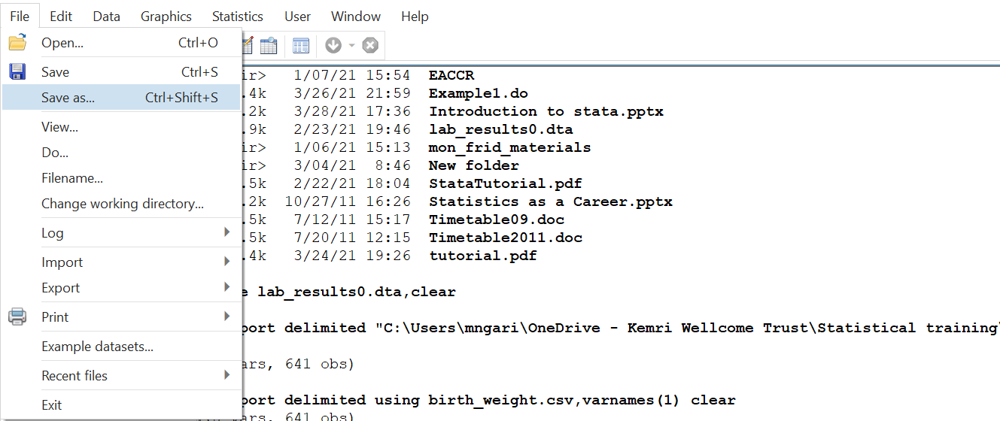 File Edit Data Graphics Statistics User Window Help
Open... Ctrl+O
Save Ctrl+S
Save as... Ctrl+Shift+S
View...
Do...
Filename...
Change working directory...
Log
Import
Export
Print
Example datasets...
Recent files
Exit
ir> 1/07/21 15:54 EACCR
.4k 3/26/21 21:59 Example1.do
.2k 3/28/21 17:36 Introduction to stata.pptx
.9k 2/23/21 19:46 lab_results0.dta
ir> 1/06/21 15:13 mon_frid_materials
ir> 3/04/21 8:46 New folder
.5k 2/22/21 18:04 StataTutorial.pdf
.2k 10/27/11 16:26 Statistics as a Career.pptx
.5k 7/12/11 15:17 Timetable09.doc
.5k 7/20/11 12:15 Timetable2011.doc
.4k 3/24/21 19:26 tutorial.pdf
e lab_results0.dta,clear
port delimited "C:\Users\mngari\OneDrive - Kemri Wellcome Trust\Statistical training\
ars, 641 obs)
port delimited using birth_weight.csv,varnames(1) clear
vars, 641 obs)